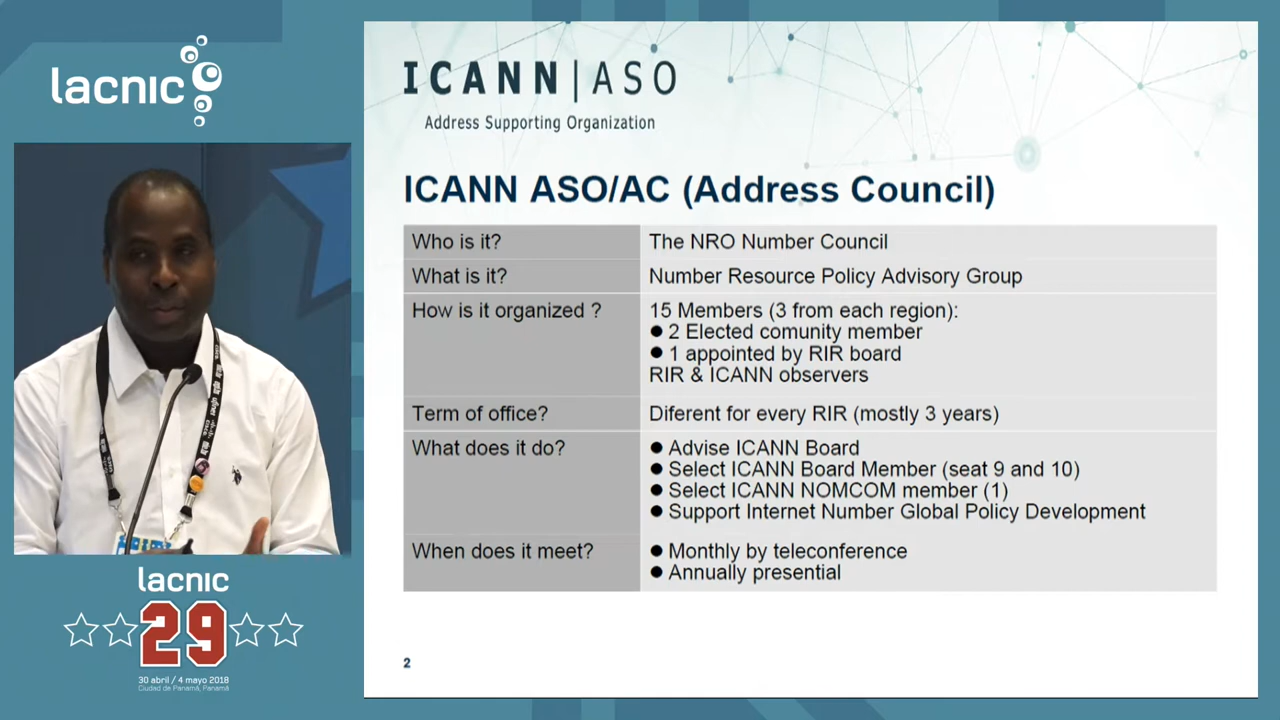 lacnic
ICANN|ASO
Address Supporting Organization
ICANN ASO/AC (Address Council)
Who is it?
The NRO Number Council
What is it?
Number Resource Policy Advisory Group
How is it organized ?
15 Members (3 from each region):
● 2 Elected comunity member
● 1 appointed by RIR board
RIR & ICANN observers
Term of office?
Diferent for every RIR (mostly 3 years)
What does it do?
● Advise ICANN Board
● Select ICANN Board Member (seat 9 and 10)
● Select ICANN NOMCOM member (1)
● Support Internet Number Global Policy Development
When does it meet?
● Monthly by teleconference
● Annually presential
2
lacnic
29
30 abril / 4 mayo 2018
Ciudad de Panamá, Panamá